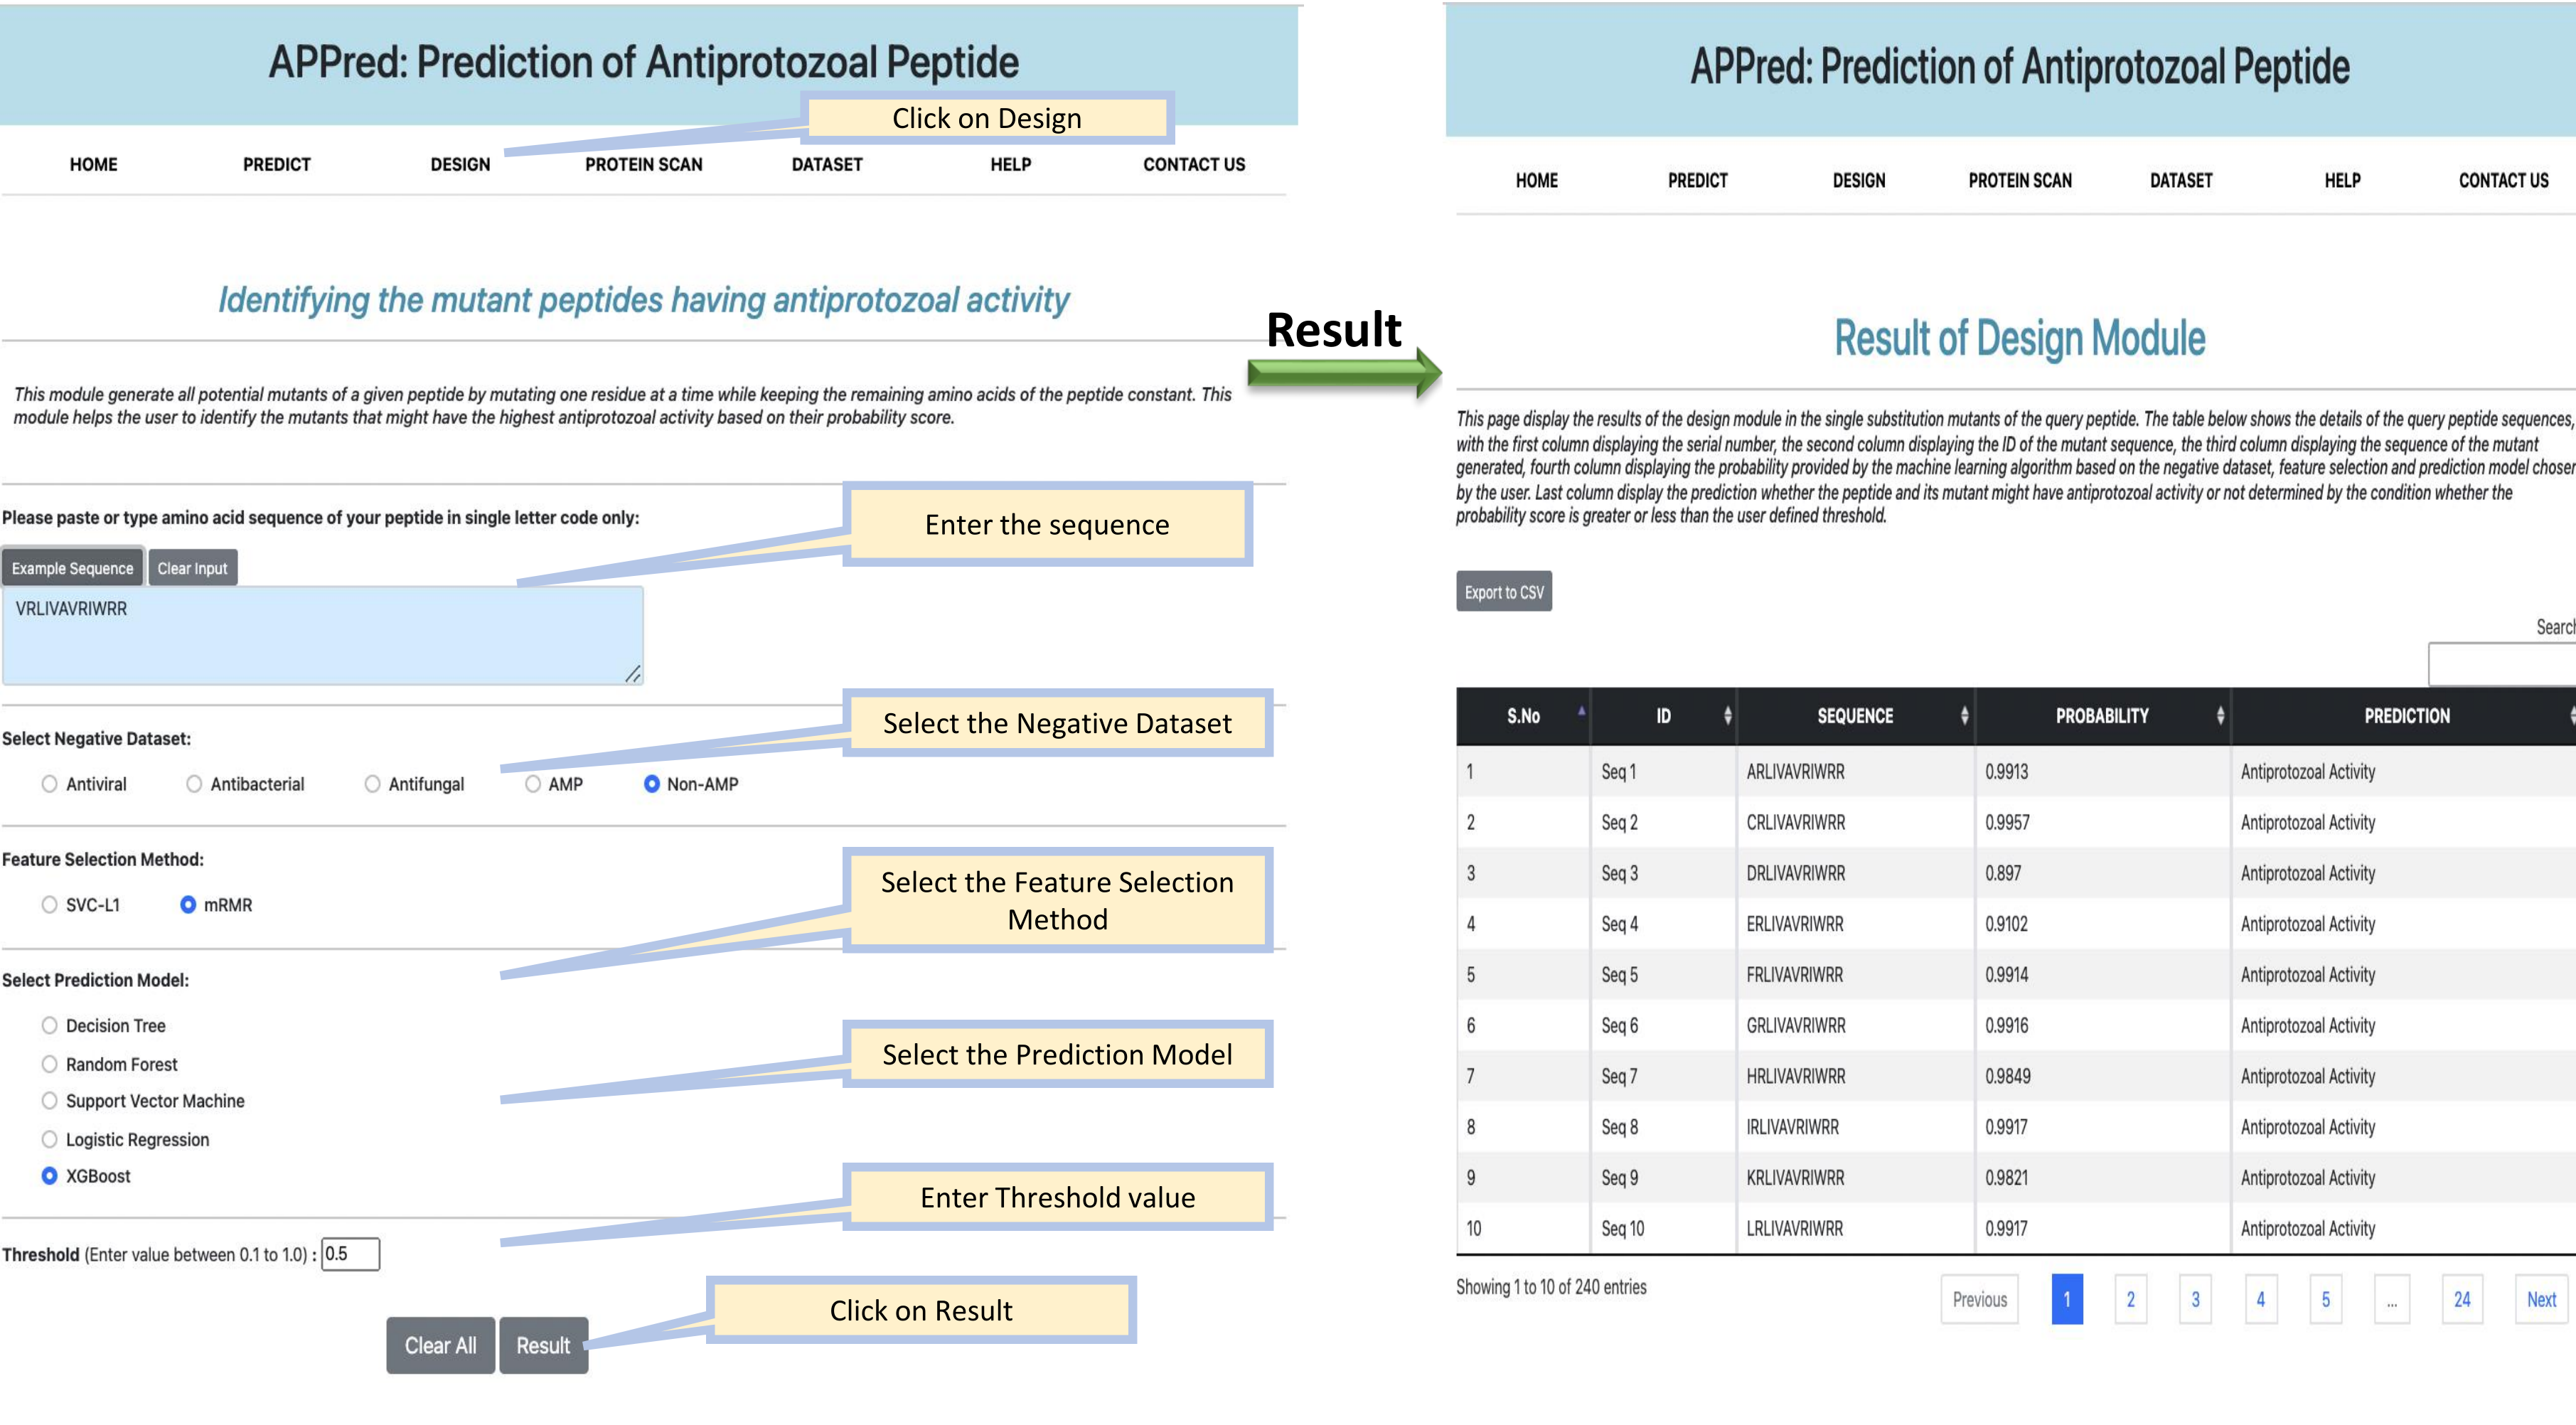 APPred: Prediction of Antiprotozoal Peptide
Click on Design
HOME PREDICT DESIGN PROTEIN SCAN DATASET HELP CONTACT US
Identifying the mutant peptides having antiprotozoal activity
This module generate all potential mutants of a given peptide by mutating one residue at a time while keeping the remaining amino acids of the peptide constant. This
module helps the user to identify the mutants that might have the highest antiprotozoal activity based on their probability score.
Please paste or type amino acid sequence of your peptide in single letter code only:
Enter the sequence
Example Sequence Clear Input
VRLIVAVRIWRR
Select the Negative Dataset
Select Negative Dataset:
Antiviral Antibacterial Antifungal AMP Non-AMP
Feature Selection Method:
Select the Feature Selection
Method
SVC-L1 mRMR
Select Prediction Model:
Decision Tree
Select the Prediction Model
Random Forest
Support Vector Machine
Logistic Regression
XGBoost
Enter Threshold value
Threshold (Enter value between 0.1 to 1.0) : 0.5
Click on Result
Clear All Result
Result
APPred: Prediction of Antiprotozoal Peptide
HOME PREDICT DESIGN PROTEIN SCAN DATASET HELP CONTACT US
Result of Design Module
This page display the results of the design module in the single substitution mutants of the query peptide. The table below shows the details of the query peptide sequences,
with the first column displaying the serial number, the second column displaying the ID of the mutant sequence, the third column displaying the sequence of the mutant
generated, fourth column displaying the probability provided by the machine learning algorithm based on the negative dataset, feature selection and prediction model chosen
by the user. Last column display the prediction whether the peptide and its mutant might have antiprotozoal activity or not determined by the condition whether the
probability score is greater or less than the user defined threshold.
Export to CSV
Search
S.No ID SEQUENCE PROBABILITY PREDICTION
1 Seq 1 ARLIVAVRIWRR 0.9913 Antiprotozoal Activity
2 Seq 2 CRLIVAVRIWRR 0.9957 Antiprotozoal Activity
3 Seq 3 DRLIVAVRIWRR 0.897 Antiprotozoal Activity
4 Seq 4 ERLIVAVRIWRR 0.9102 Antiprotozoal Activity
5 Seq 5 FRLIVAVRIWRR 0.9914 Antiprotozoal Activity
6 Seq 6 GRLIVAVRIWRR 0.9916 Antiprotozoal Activity
7 Seq 7 HRLIVAVRIWRR 0.9849 Antiprotozoal Activity
8 Seq 8 IRLIVAVRIWRR 0.9917 Antiprotozoal Activity
9 Seq 9 KRLIVAVRIWRR 0.9821 Antiprotozoal Activity
10 Seq 10 LRLIVAVRIWRR 0.9917 Antiprotozoal Activity
Showing 1 to 10 of 240 entries
Previous 1 2 3 4 5 ... 24 Next